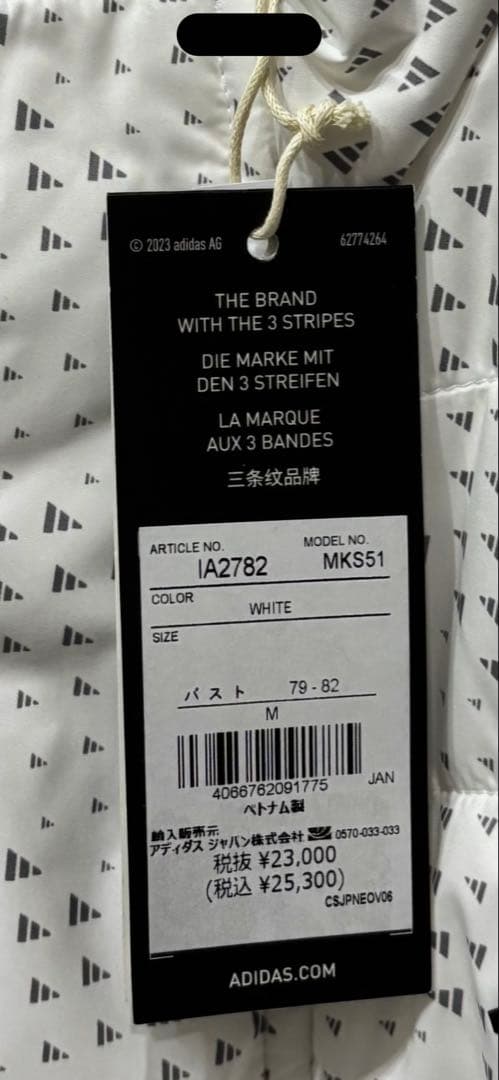 © 2023 adidas AG 62774264
THE BRAND
WITH THE 3 STRIPES
DIE MARKE MIT
DEN 3 STREIFEN
LA MARQUE
AUX 3 BANDES
三条纹品牌
ARTICLE NO. MODEL NO.
IA2782 MKS51
COLOR
WHITE
SIZE
バスト 79-82
M
4066762091775 JAN
ベトナム製
輸入販売元
アディダス ジャパン株式会社 0570-033-033
税抜 ¥23,000
(税込 ¥25,300)
CSJPNEOV06
ADIDAS.COM